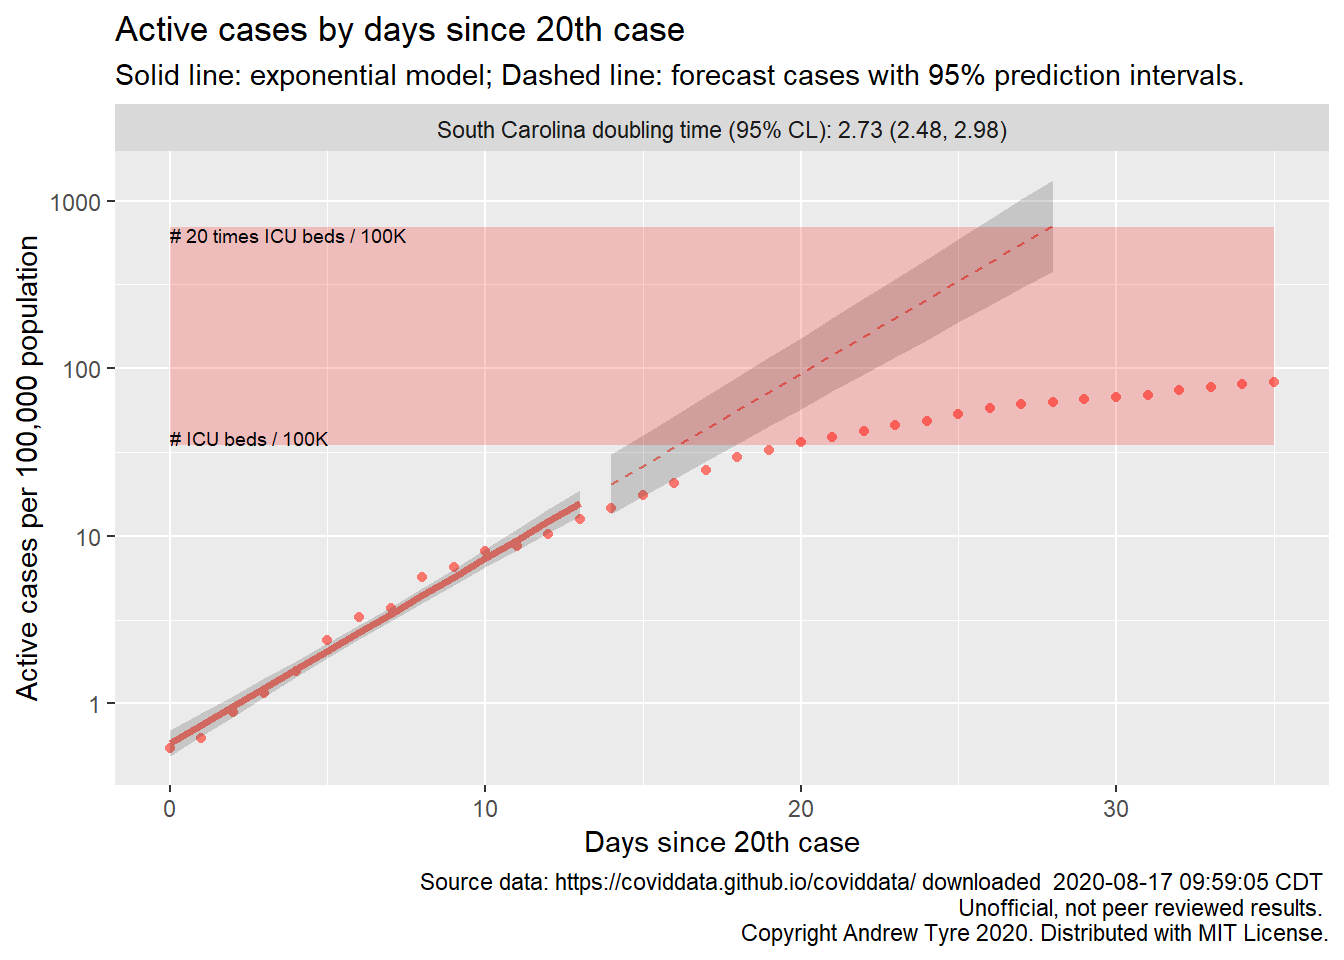 Active cases by days since 20th case
Solid line: exponential model; Dashed line: forecast cases with 95% prediction intervals.
South Carolina doubling time (95% CL): 2.73 (2.48, 2.98)
Active cases per 100,000 population
1000
100
10
1
# 20 times ICU beds / 100K
# ICU beds / 100K
0
10
20
30
Days since 20th case
Source data: https://coviddata.github.io/coviddata/ downloaded  2020-08-17 09:59:05 CDT
Unofficial, not peer reviewed results.
Copyright Andrew Tyre 2020. Distributed with MIT License.